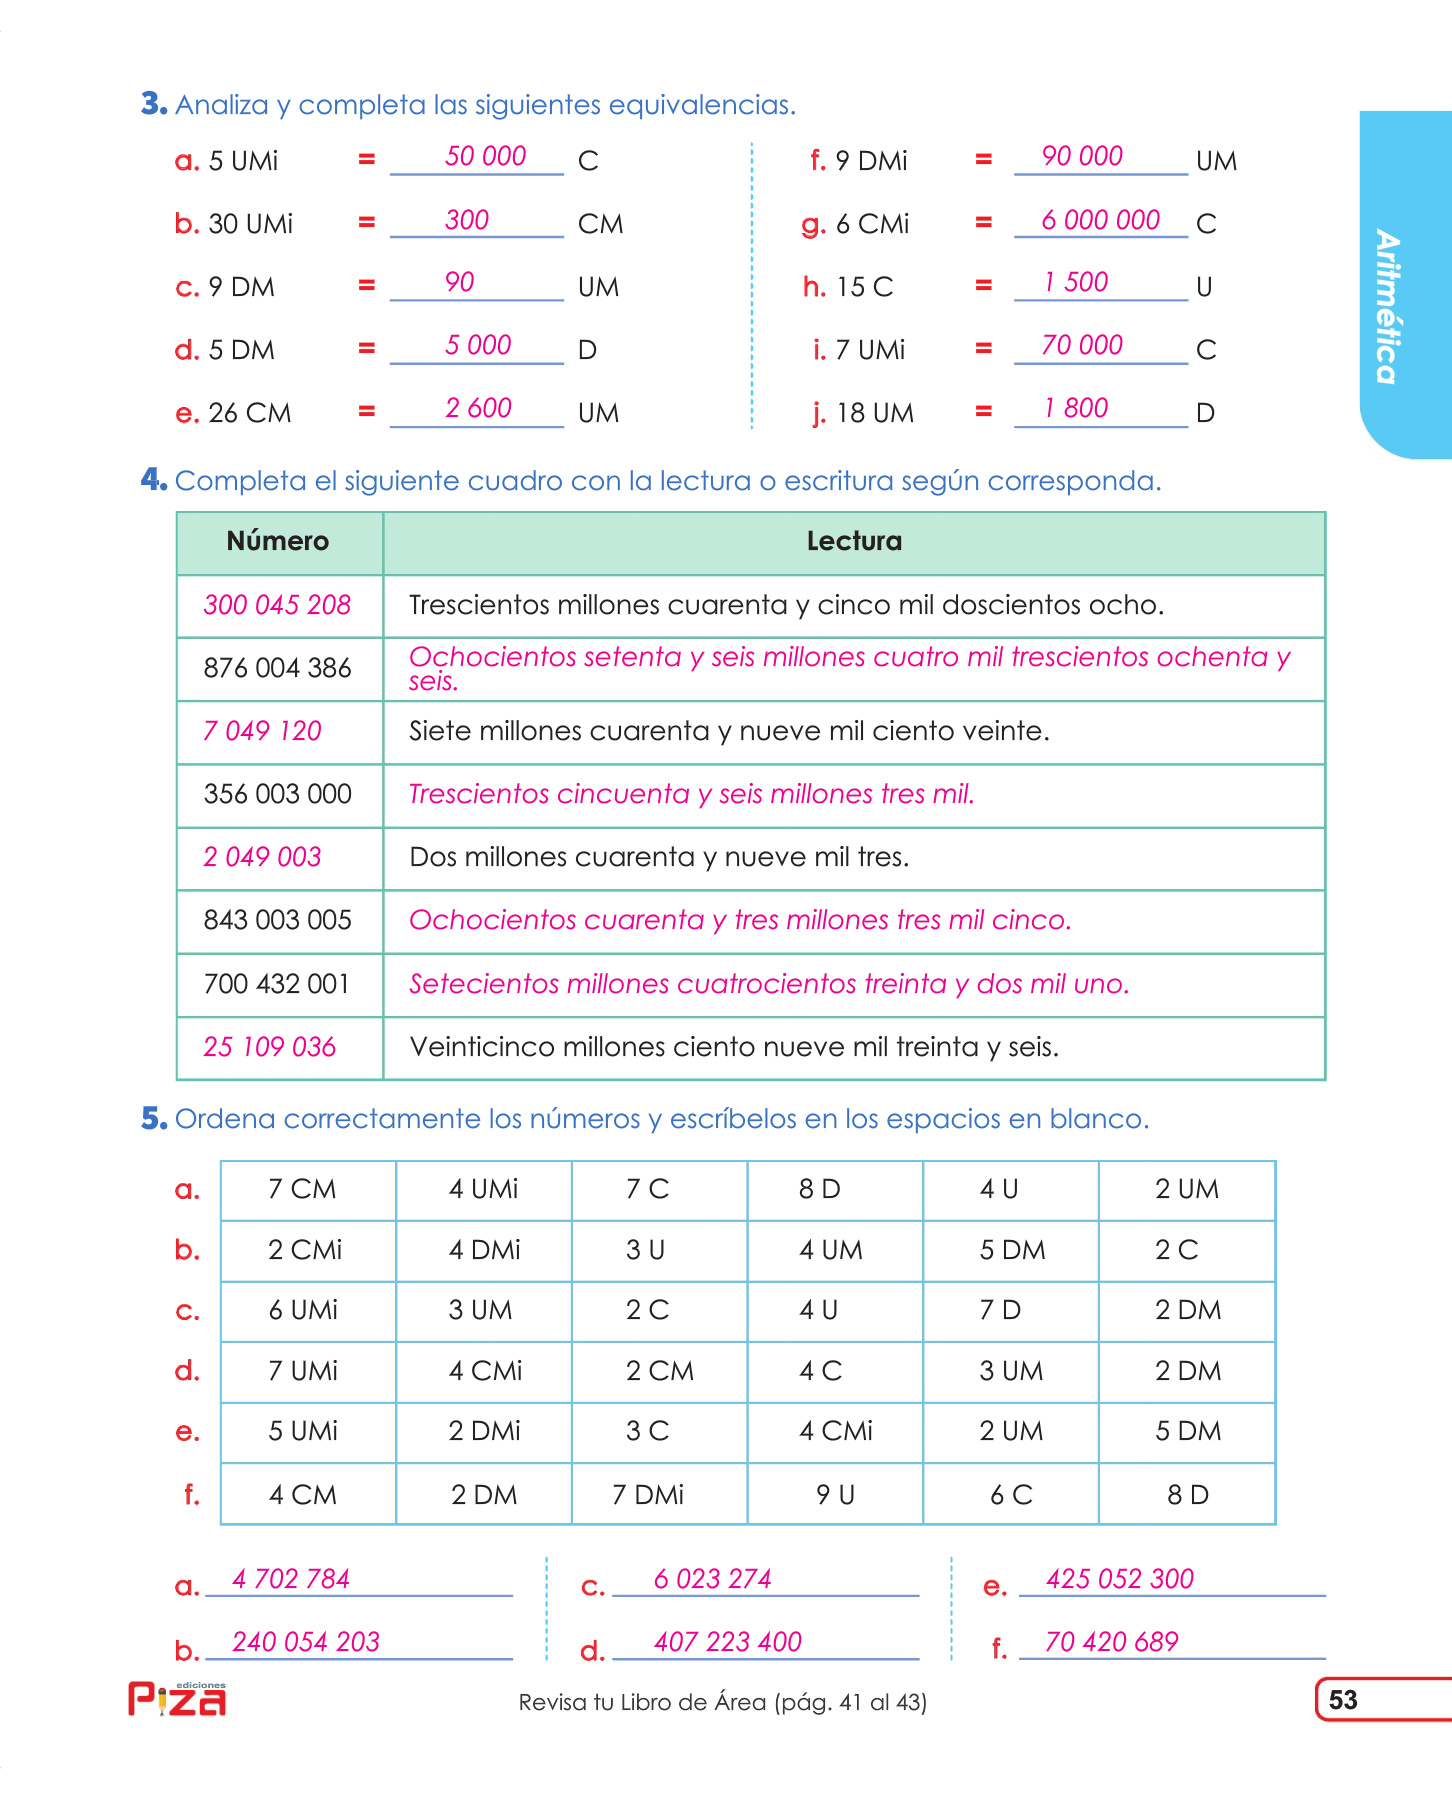 3. Analiza y completa las siguientes equivalencias.
a. 5 UMi = 50 000 C
b. 30 UMi = 300 CM
c. 9 DM = 90 UM
d. 5 DM = 5 000 D
e. 26 CM = 2 600 UM
f. 9 DMi = 90 000 UM
g. 6 CMi = 6 000 000 C
h. 15 C = 1 500 U
i. 7 UMi = 70 000 C
j. 18 UM = 1 800 D
Aritmética
4. Completa el siguiente cuadro con la lectura o escritura según corresponda.
Número Lectura
300 045 208 Trescientos millones cuarenta y cinco mil doscientos ocho.
876 004 386 Ochocientos setenta y seis millones cuatro mil trescientos ochenta y
seis.
7 049 120 Siete millones cuarenta y nueve mil ciento veinte.
356 003 000 Trescientos cincuenta y seis millones tres mil.
2 049 003 Dos millones cuarenta y nueve mil tres.
843 003 005 Ochocientos cuarenta y tres millones tres mil cinco.
700 432 001 Setecientos millones cuatrocientos treinta y dos mil uno.
25 109 036 Veinticinco millones ciento nueve mil treinta y seis.
5. Ordena correctamente los números y escríbelos en los espacios en blanco.
a. 7 CM 4 UMi 7 C 8 D 4 U 2 UM
b. 2 CMi 4 DMi 3 U 4 UM 5 DM 2 C
c. 6 UMi 3 UM 2 C 4 U 7 D 2 DM
d. 7 UMi 4 CMi 2 CM 4 C 3 UM 2 DM
e. 5 UMi 2 DMi 3 C 4 CMi 2 UM 5 DM
f. 4 CM 2 DM 7 DMi 9 U 6 C 8 D
a. 4 702 784
b. 240 054 203
c. 6 023 274
d. 407 223 400
e. 425 052 300
f. 70 420 689
ediciones
Piza
Revisa tu Libro de Área (pág. 41 al 43)
53